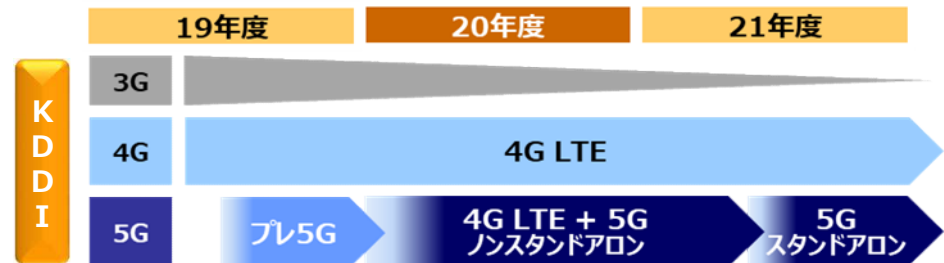 19年度
20年度
21年度
KDDI
3G
4G
4G LTE
5G
プレ5G
4G LTE + 5G
ノンスタンドアロン
5G
スタンドアロン